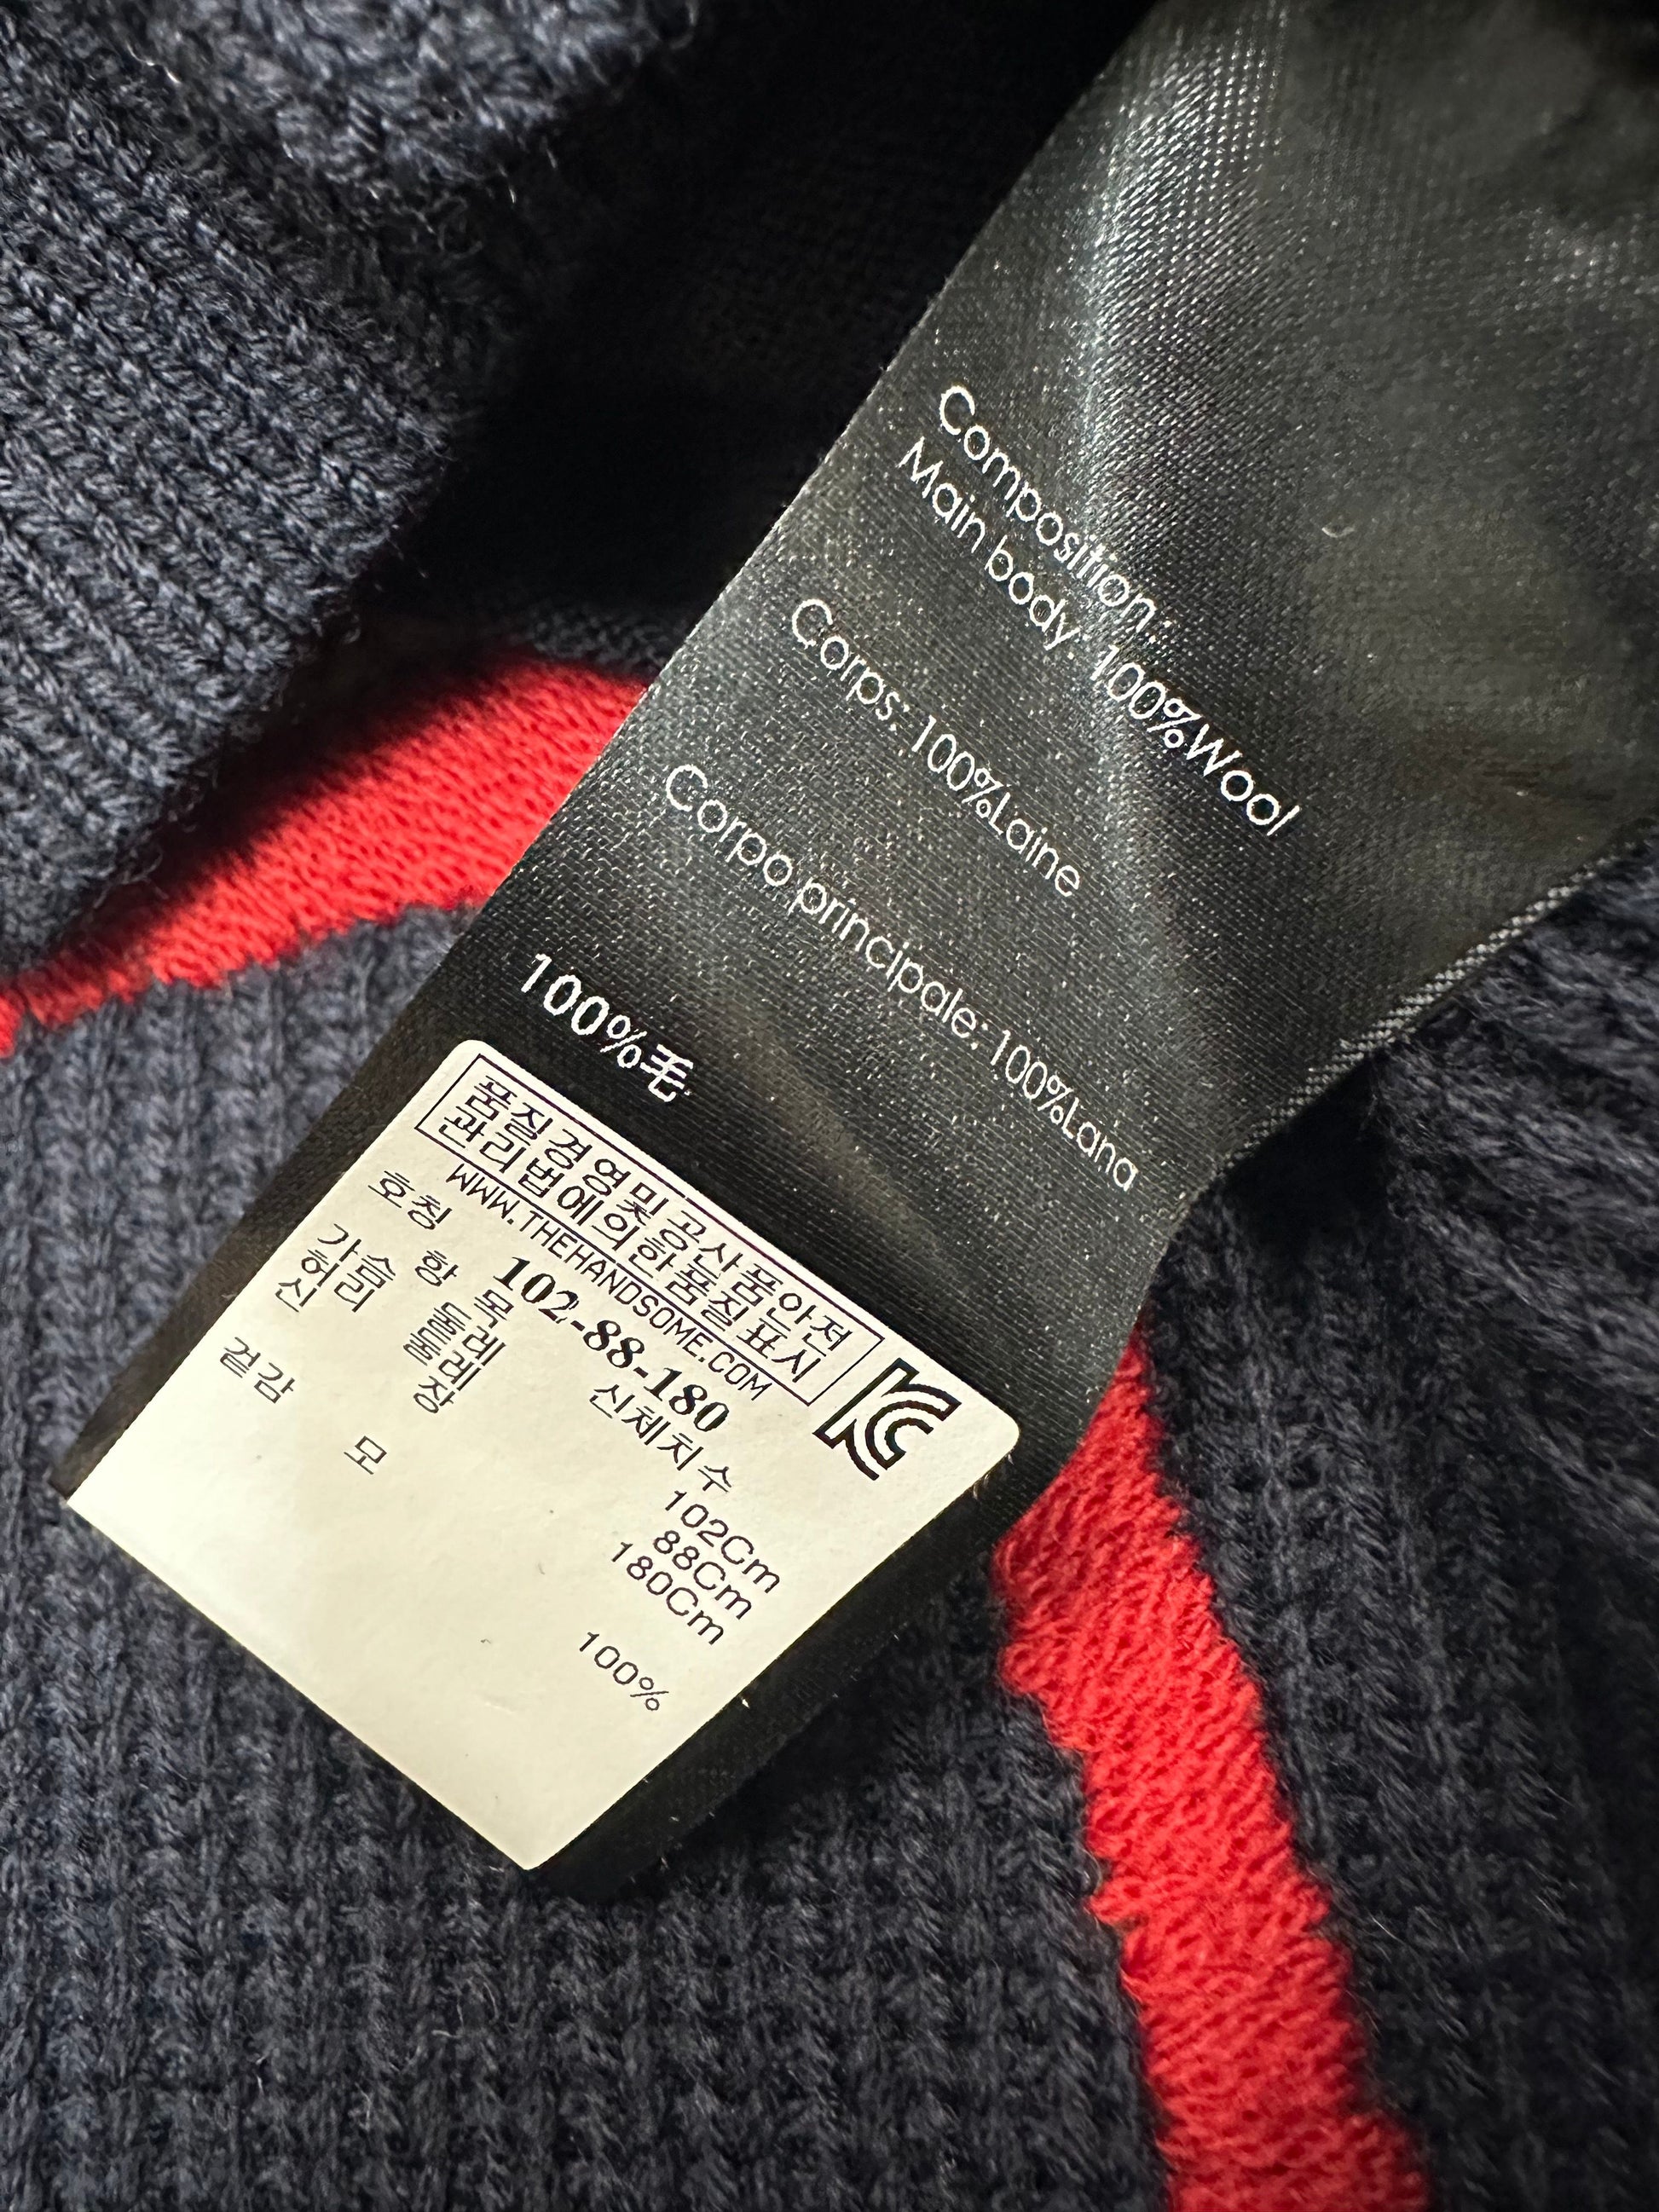 Composition:
Main body: 100%Wool
Corps: 100%Laine
Corpo principale: 100%Lana
100%毛
품질경영및공산품안전
관리법에의한품질표시
WWW.THEHANDSOME.COM
호칭 102-88-180
항 목 신체치수
가슴 둘레 102Cm
허리 둘레 88Cm
신 장 180Cm
겉감 모 100%